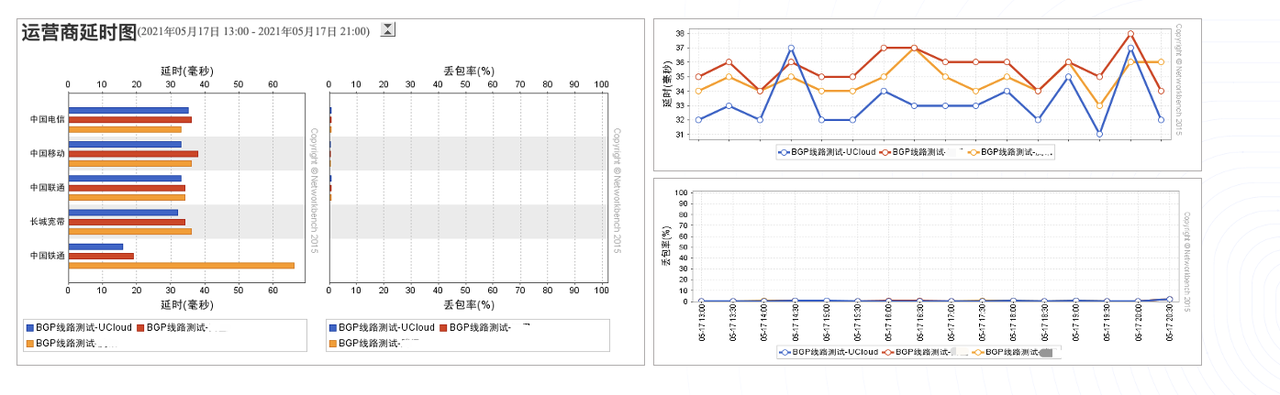 运营商延时图(2021年05月17日 13:00 - 2021年05月17日 21:00)
延时(毫秒)
0 10 20 30 40 50 60
中国电信
中国移动
中国联通
长城宽带
中国铁通
0 10 20 30 40 50 60
延时(毫秒)
Copyright © Networkbench 2015
BGP线路测试-UCloud BGP线路测试-
BGP线路测试-
丢包率(%)
0 10 20 30 40 50 60 70 80 90 100
0 10 20 30 40 50 60 70 80 90 100
丢包率(%)
Copyright © Networkbench 2015
BGP线路测试-UCloud BGP线路测试-
BGP线路测试-
延时(毫秒)
38
37
36
35
34
33
32
31
Copyright © Networkbench 2015
BGP线路测试-UCloud BGP线路测试- BGP线路测试-
丢包率(%)
100
90
80
70
60
50
40
30
20
10
0
Copyright © Networkbench 2015
05-17 13:00
05-17 13:30
05-17 14:00
05-17 14:30
05-17 15:00
05-17 15:30
05-17 16:00
05-17 16:30
05-17 17:00
05-17 17:30
05-17 18:00
05-17 18:30
05-17 19:00
05-17 19:30
05-17 20:00
05-17 20:30
BGP线路测试-UCloud BGP线路测试- BGP线路测试-